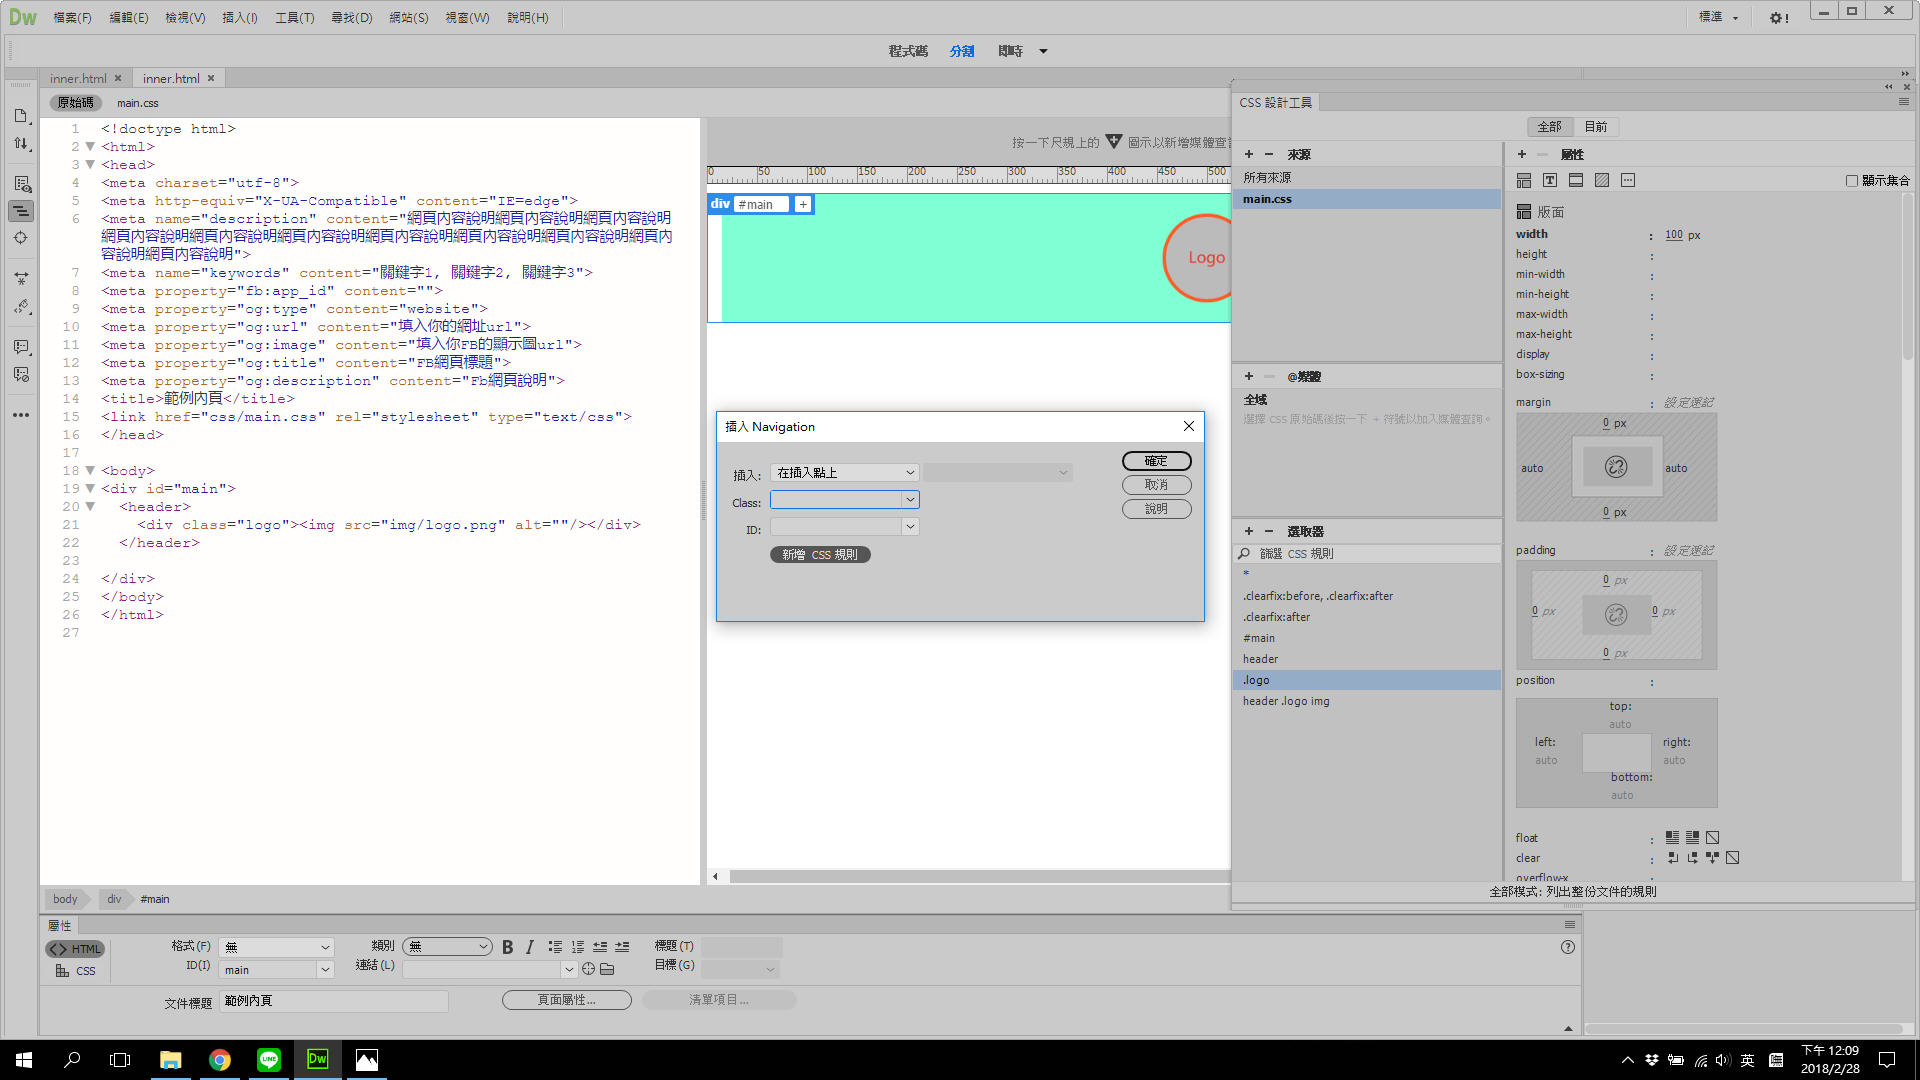 Dw 檔案(F) 編輯(E) 檢視(V) 插入(I) 工具(T) 尋找(D) 網站(S) 視窗(W) 說明(H) 標準
程式碼 分割 即時
inner.html inner.html
原始碼 main.css
1 <!doctype html>
2 <html>
3 <head>
4 <meta charset="utf-8">
5 <meta http-equiv="X-UA-Compatible" content="IE=edge">
6 <meta name="description" content="網頁內容說明網頁內容說明網頁內容說明
網頁內容說明網頁內容說明網頁內容說明網頁內容說明網頁內容說明網頁內容說明網頁內
容說明網頁內容說明">
7 <meta name="keywords" content="關鍵字1, 關鍵字2, 關鍵字3">
8 <meta property="fb:app_id" content="">
9 <meta property="og:type" content="website">
10 <meta property="og:url" content="填入你的網址url">
11 <meta property="og:image" content="填入你FB的顯示圖url">
12 <meta property="og:title" content="FB網頁標題">
13 <meta property="og:description" content="Fb網頁說明">
14 <title>範例內頁</title>
15 <link href="css/main.css" rel="stylesheet" type="text/css">
16 </head>
17
18 <body>
19 <div id="main">
20 <header>
21 <div class="logo"><img src="img/logo.png" alt=""/></div>
22 </header>
23
24 </div>
25 </body>
26 </html>
27
按一下尺規上的 圖示以新增媒體查
0 50 100 150 200 250 300 350 400 450 500
div #main +
Logo
插入 Navigation
插入: 在插入點上
Class:
ID:
新增 CSS 規則
確定
取消
說明
CSS 設計工具
全部 目前
+ − 來源
所有來源
main.css
+ @媒體
全域
選擇 CSS 原始碼後按一下 + 符號以加入媒體查詢。
+ − 選取器
篩選 CSS 規則
*
.clearfix:before, .clearfix:after
.clearfix:after
#main
header
.logo
header .logo img
+ 屬性
顯示集合
版面
width : 100 px
height :
min-width :
min-height :
max-width :
max-height :
display :
box-sizing :
margin : 設定速記
0 px
auto auto
0 px
padding : 設定速記
0 px
0 px 0 px
0 px
position :
top:
auto
left: right:
auto auto
bottom:
auto
float :
clear :
overflow-x
全部模式: 列出整份文件的規則
body div #main
屬性
<> HTML 格式(F) 無 類別 無 B I 標題(T)
CSS ID(I) main 連結(L) 目標(G)
文件標題 範例內頁 頁面屬性... 清單項目...
Dw 英 下午 12:09
2018/2/28